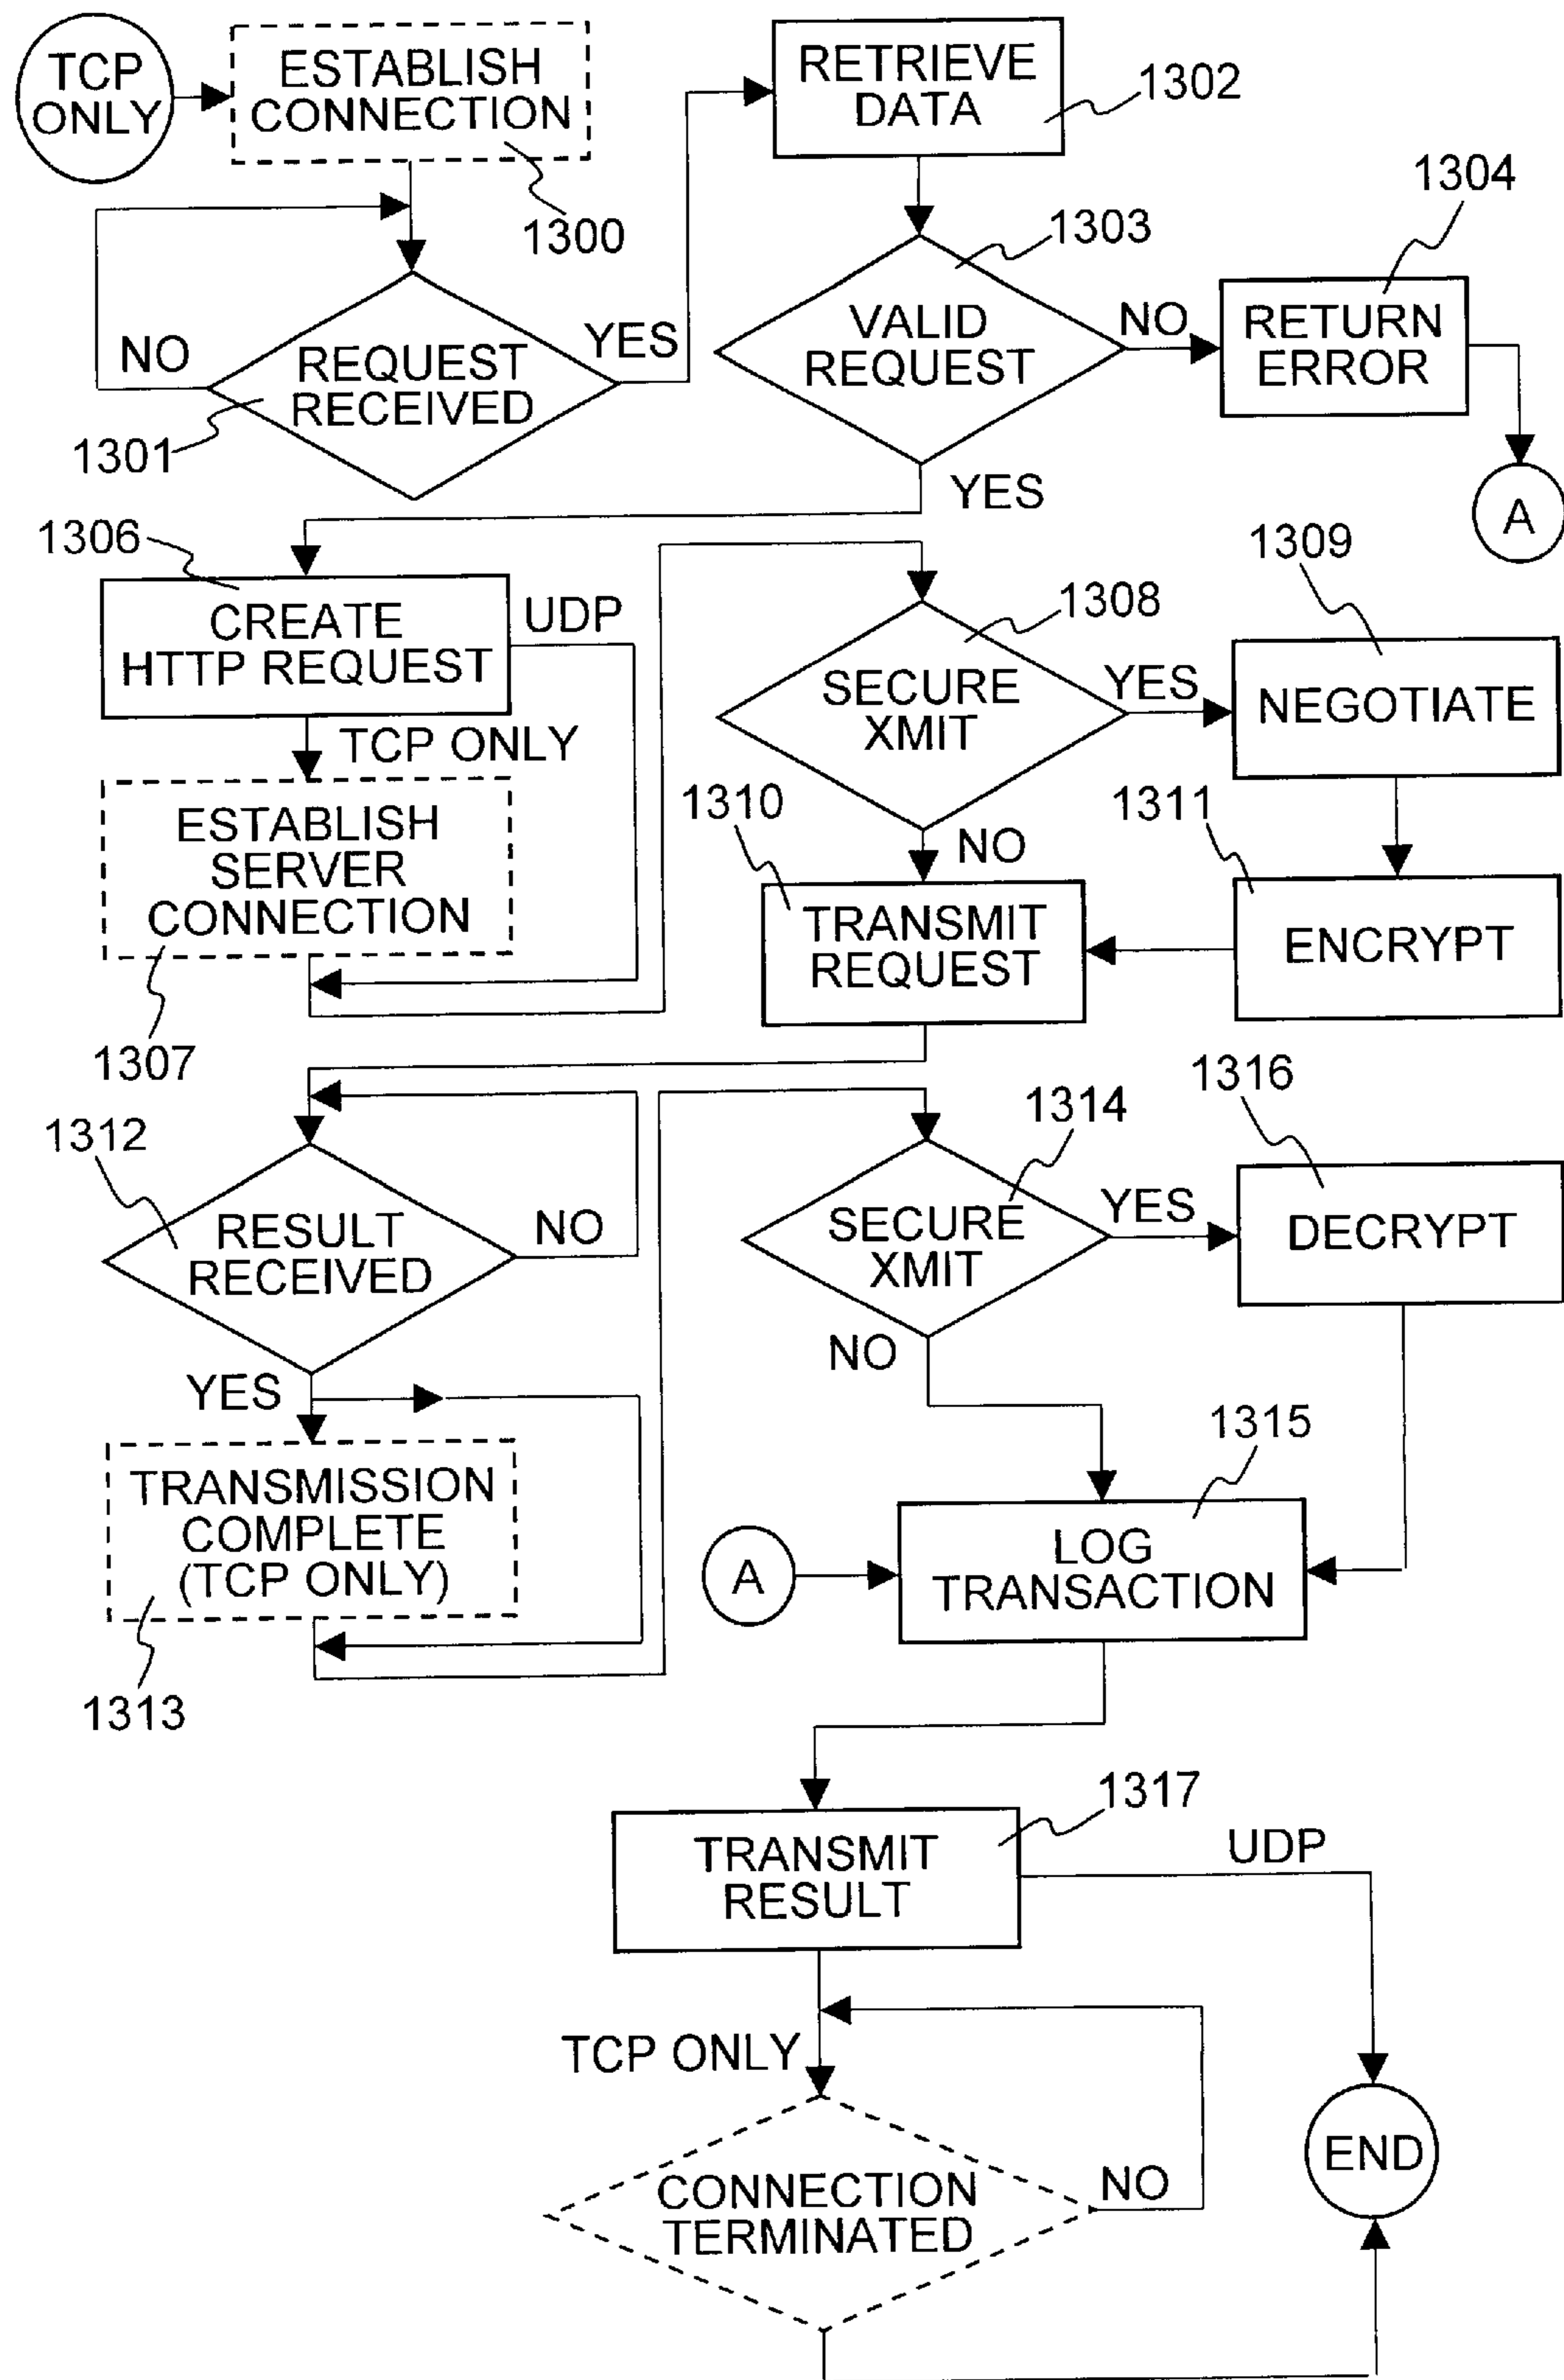 TCP
ONLY
ESTABLISH
CONNECTION
1300
RETRIEVE
DATA
1302
1304
1303
NO
REQUEST
RECEIVED
YES
1301
VALID
REQUEST
NO
RETURN
ERROR
YES
A
1306
CREATE
HTTP REQUEST
UDP
TCP ONLY
ESTABLISH
SERVER
CONNECTION
1307
1308
SECURE
XMIT
YES
1309
NEGOTIATE
NO
1310
TRANSMIT
REQUEST
1311
ENCRYPT
1312
RESULT
RECEIVED
NO
YES
TRANSMISSION
COMPLETE
(TCP ONLY)
1313
1314
SECURE
XMIT
YES
1316
DECRYPT
NO
1315
A
LOG
TRANSACTION
1317
TRANSMIT
RESULT
UDP
TCP ONLY
CONNECTION
TERMINATED
NO
END